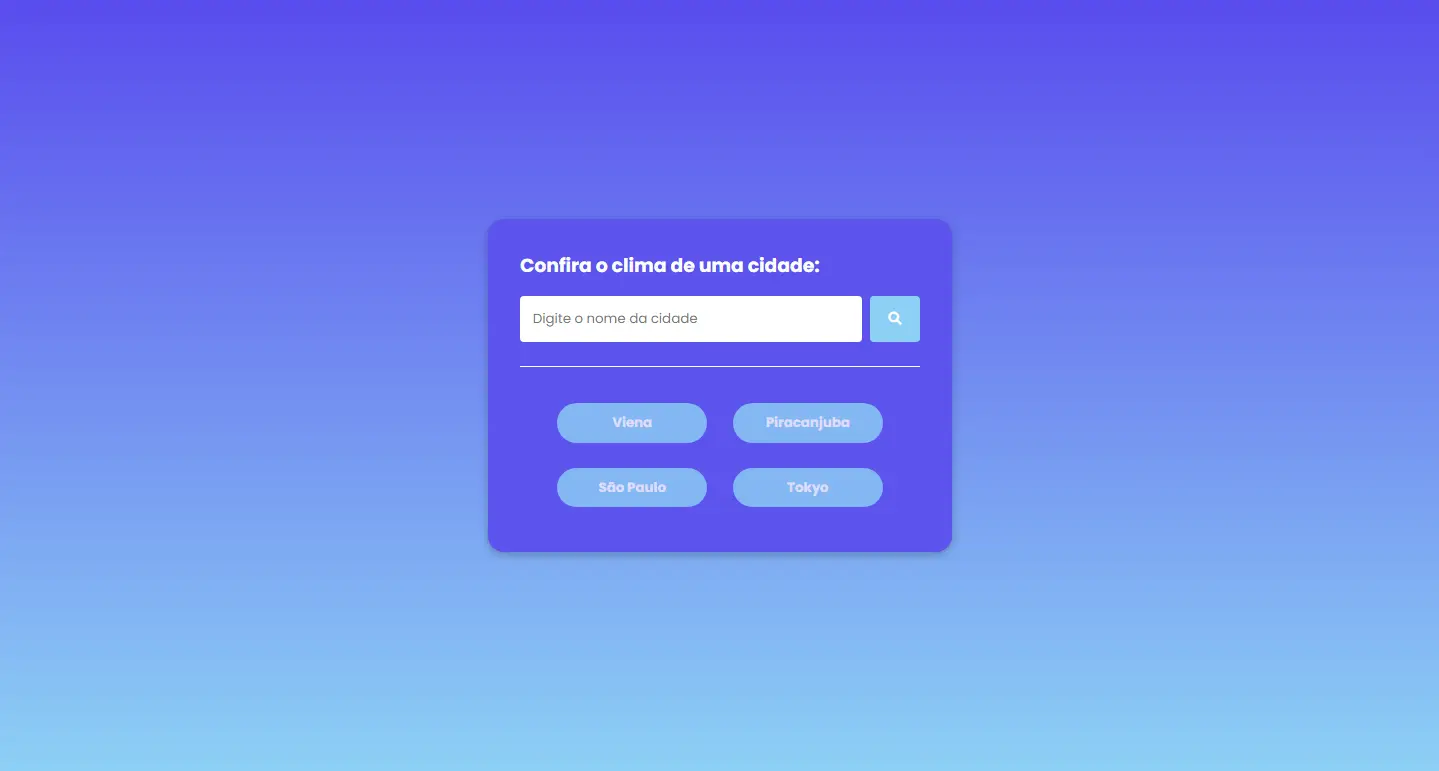 Confira o clima de uma cidade:
Digite o nome da cidade
Viena
Piracanjuba
São Paulo
Tokyo